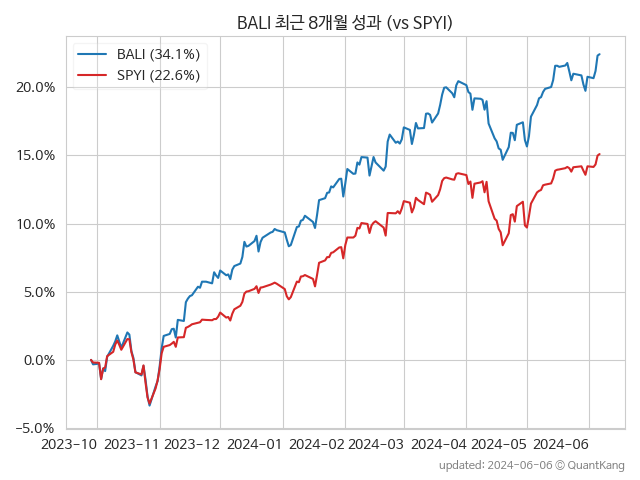 BALI 최근 8개월 성과 (vs SPYI)
BALI (34.1%)
SPYI (22.6%)
20.0%
15.0%
10.0%
5.0%
0.0%
−5.0%
2023−10 2023−11 2023−12 2024−01 2024−02 2024−03 2024−04 2024−05 2024−06
updated: 2024-06-06 © QuantKang